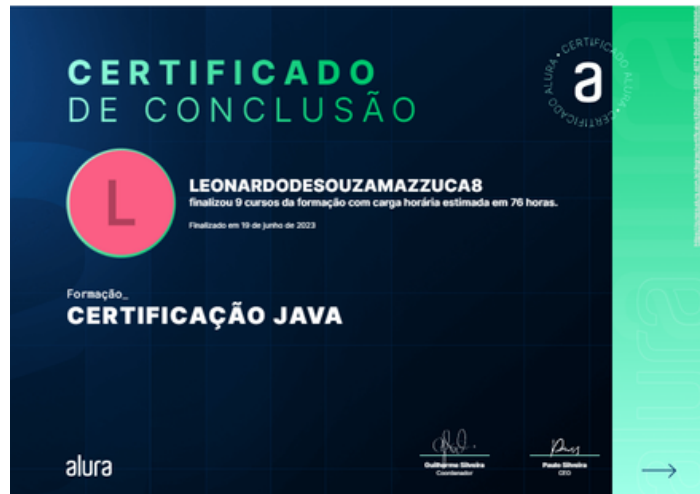 CERTIFICADO
DE CONCLUSÃO
CERTIFICADO ALURA • CERTIFICADO ALURA •
a
L
LEONARDODESOUZAMAZZUCA8
finalizou 9 cursos da formação com carga horária estimada em 76 horas.
Finalizado em 19 de junho de 2023
Formação_
CERTIFICAÇÃO JAVA
alura
Guilherme Silveira
Coordenador
Paulo Silveira
CEO
alura